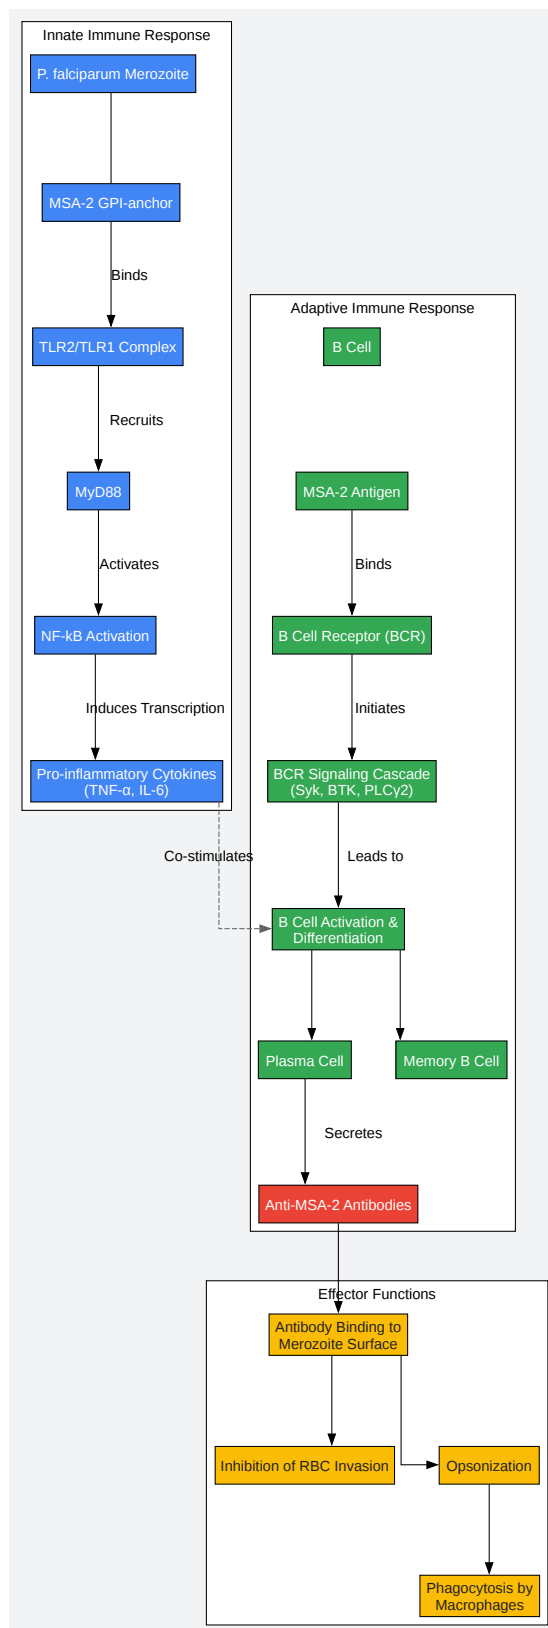 Innate Immune Response
P. falciparum Merozoite
MSA-2 GPI-anchor
Binds
TLR2/TLR1 Complex
Recruits
MyD88
Activates
NF-kB Activation
Induces Transcription
Pro-inflammatory Cytokines
(TNF-α, IL-6)
Co-stimulates
Adaptive Immune Response
B Cell
MSA-2 Antigen
Binds
B Cell Receptor (BCR)
Initiates
BCR Signaling Cascade
(Syk, BTK, PLCγ2)
Leads to
B Cell Activation &
Differentiation
Plasma Cell
Memory B Cell
Secretes
Anti-MSA-2 Antibodies
Effector Functions
Antibody Binding to
Merozoite Surface
Inhibition of RBC Invasion
Opsonization
Phagocytosis by
Macrophages